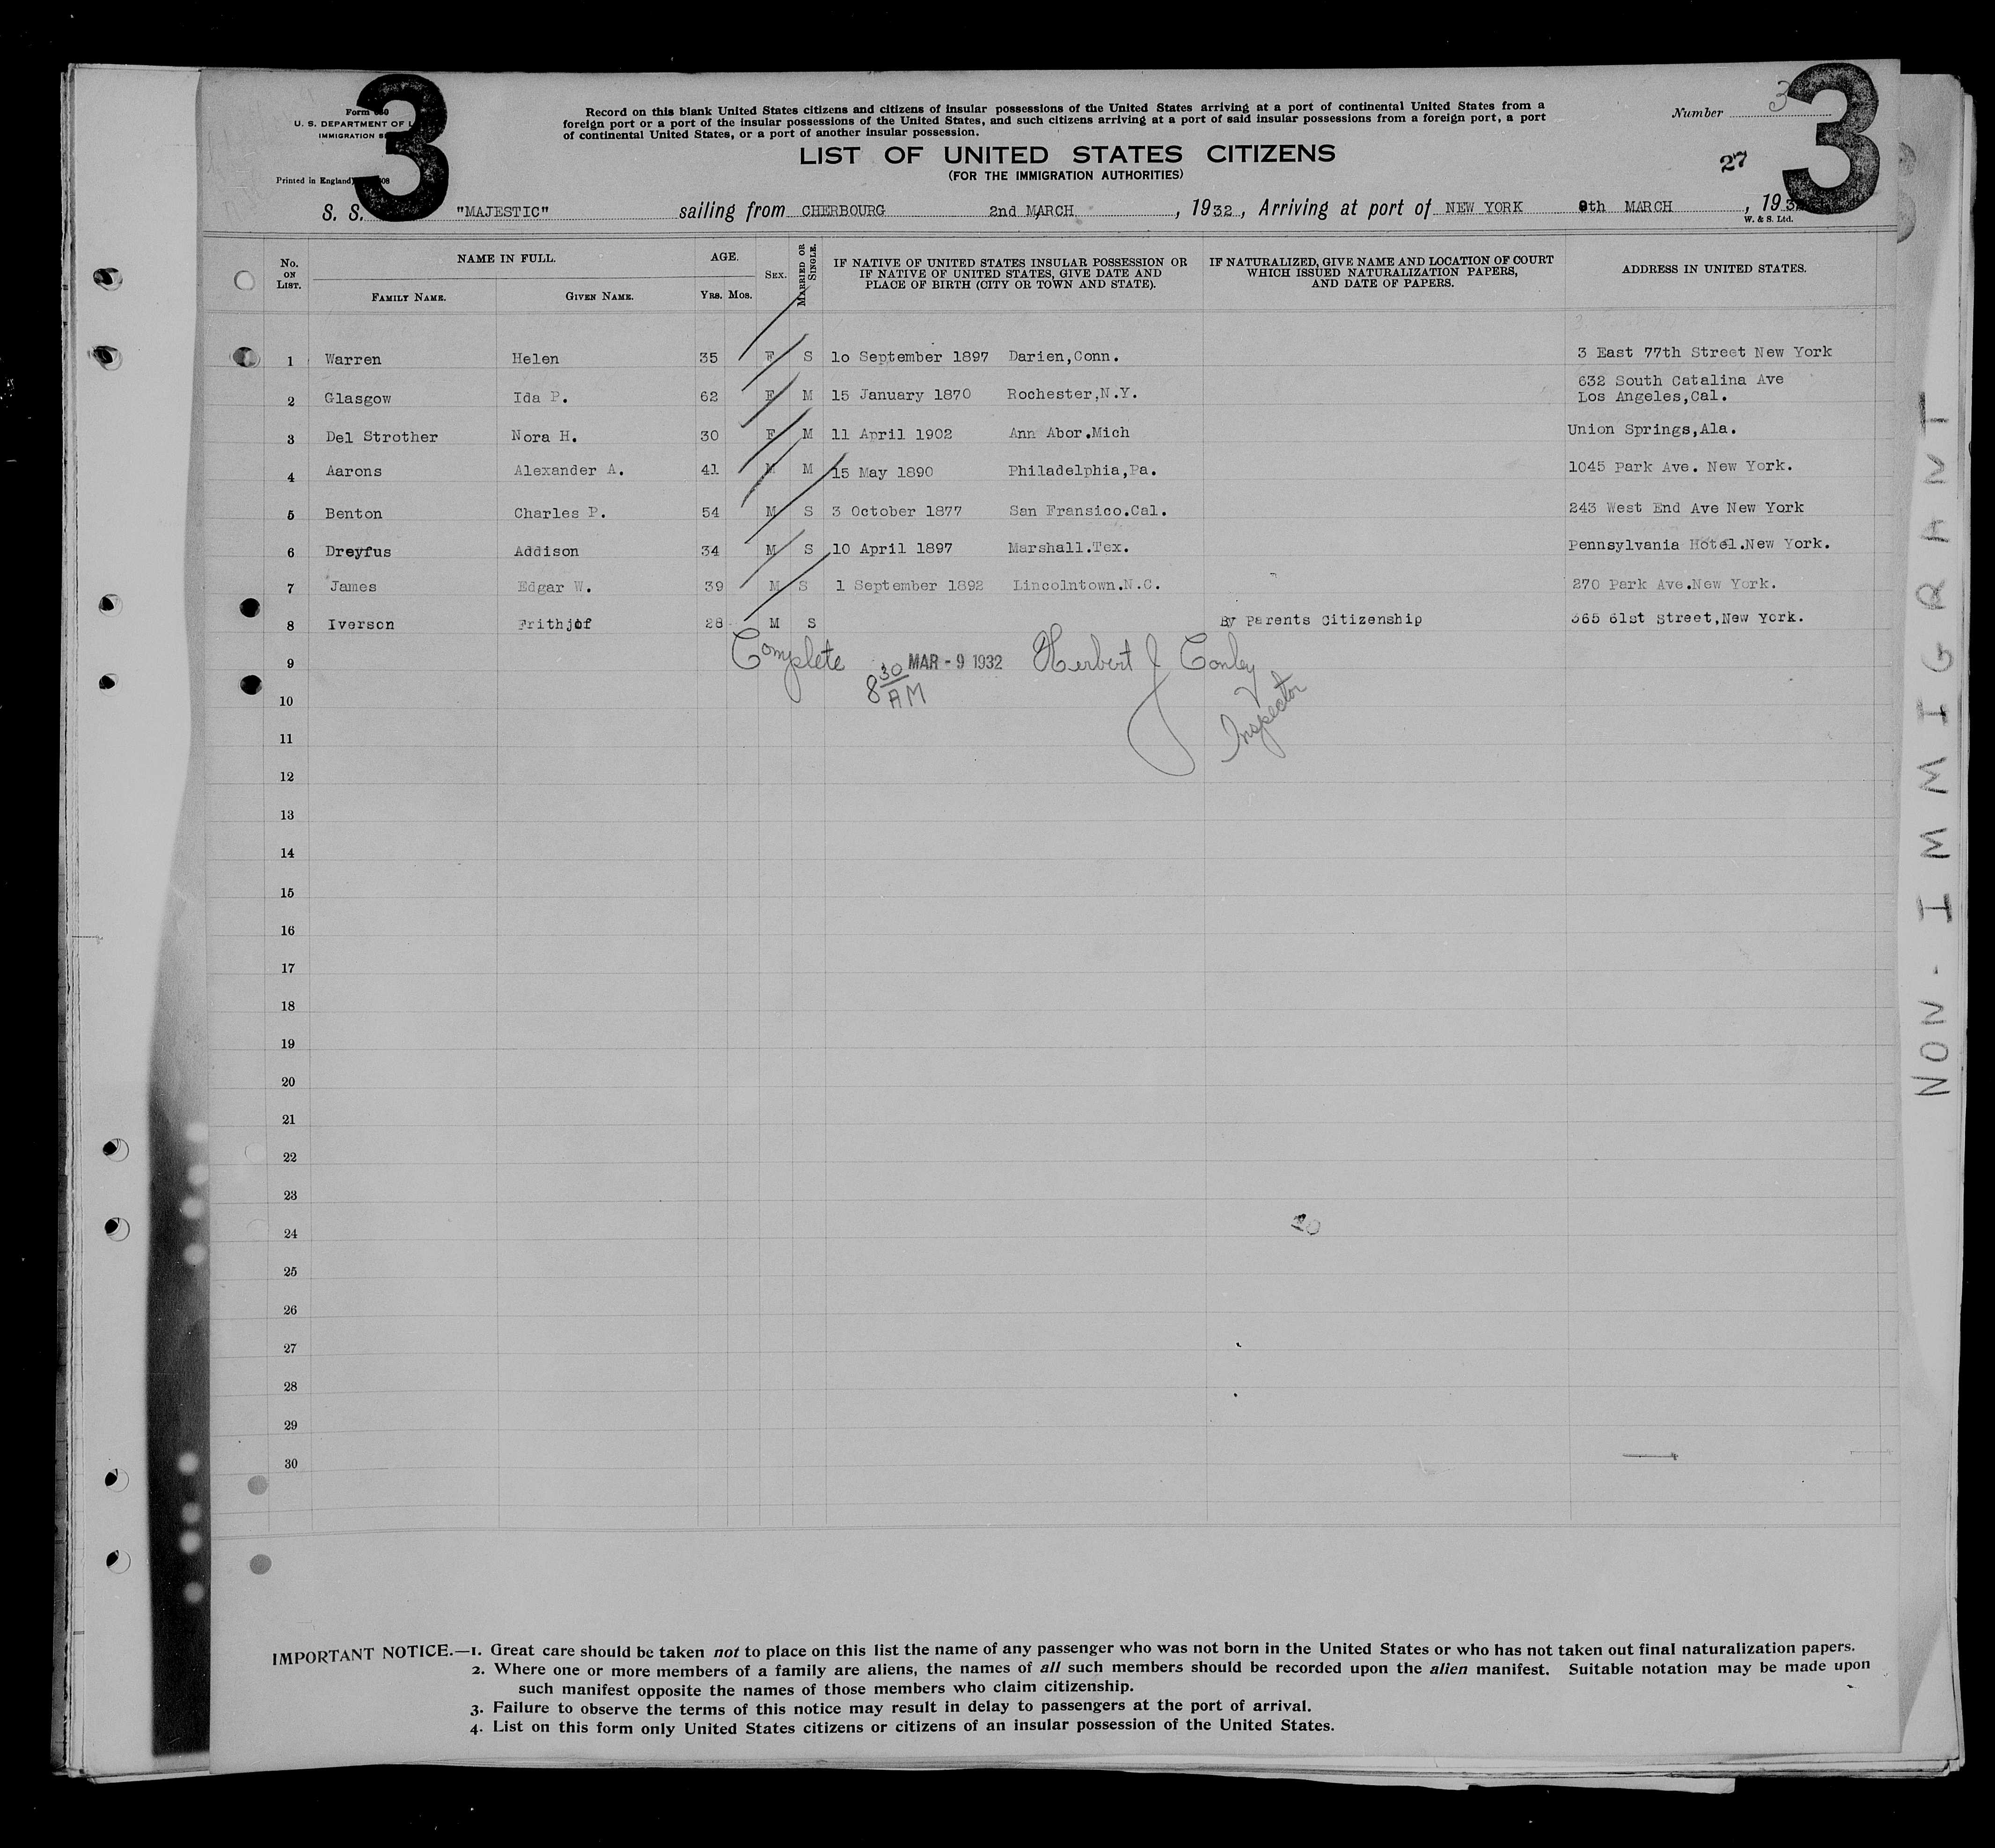 3
3
Form 630
U. S. DEPARTMENT OF
IMMIGRATION
Printed in England
Record on this blank United States citizens and citizens of insular possessions of the United States arriving at a port of continental United States from a
foreign port or a port of the insular possessions of the United States, and such citizens arriving at a port of said insular possessions from a foreign port, a port
of continental United States, or a port of another insular possession.
Number 3
LIST OF UNITED STATES CITIZENS
(FOR THE IMMIGRATION AUTHORITIES)
27
S. S. "MAJESTIC" sailing from CHERBOURG 2nd MARCH, 1932, Arriving at port of NEW YORK 9th MARCH, 193
W. & S. Ltd.
No. ON LIST. NAME IN FULL. FAMILY NAME. GIVEN NAME. AGE. YRS. MOS. SEX. MARRIED OR SINGLE. IF NATIVE OF UNITED STATES INSULAR POSSESSION OR IF NATIVE OF UNITED STATES, GIVE DATE AND PLACE OF BIRTH (CITY OR TOWN AND STATE). IF NATURALIZED, GIVE NAME AND LOCATION OF COURT WHICH ISSUED NATURALIZATION PAPERS, AND DATE OF PAPERS. ADDRESS IN UNITED STATES.
1 Warren Helen 35 F S 10 September 1897 Darien,Conn. 3 East 77th Street New York
2 Glasgow Ida P. 62 F M 15 January 1870 Rochester,N.Y. 632 South Catalina Ave Los Angeles,Cal.
3 Del Strother Nora H. 30 F M 11 April 1902 Ann Abor.Mich Union Springs,Ala.
4 Aarons Alexander A. 41 M M 15 May 1890 Philadelphia,Pa. 1045 Park Ave. New York.
5 Benton Charles P. 54 M S 3 October 1877 San Fransico.Cal. 243 West End Ave New York
6 Dreyfus Addison 34 M S 10 April 1897 Marshall.Tex. Pennsylvania Hotel.New York.
7 James Edgar W. 39 M S 1 September 1892 Lincolntown.N.C. 270 Park Ave.New York.
8 Iverson Frithjof 28 M S By Parents Citizenship 365 61st Street,New York.
9 Complete 8 30 AM MAR - 9 1932 Herbert J Conley
Inspector
10
11
12
13
14
15
16
17
18
19
20
21
22
23
24
25
26
27
28
29
30
NON-IMMIGRANT
IMPORTANT NOTICE.—1. Great care should be taken not to place on this list the name of any passenger who was not born in the United States or who has not taken out final naturalization papers.
2. Where one or more members of a family are aliens, the names of all such members should be recorded upon the alien manifest. Suitable notation may be made upon
such manifest opposite the names of those members who claim citizenship.
3. Failure to observe the terms of this notice may result in delay to passengers at the port of arrival.
4. List on this form only United States citizens or citizens of an insular possession of the United States.